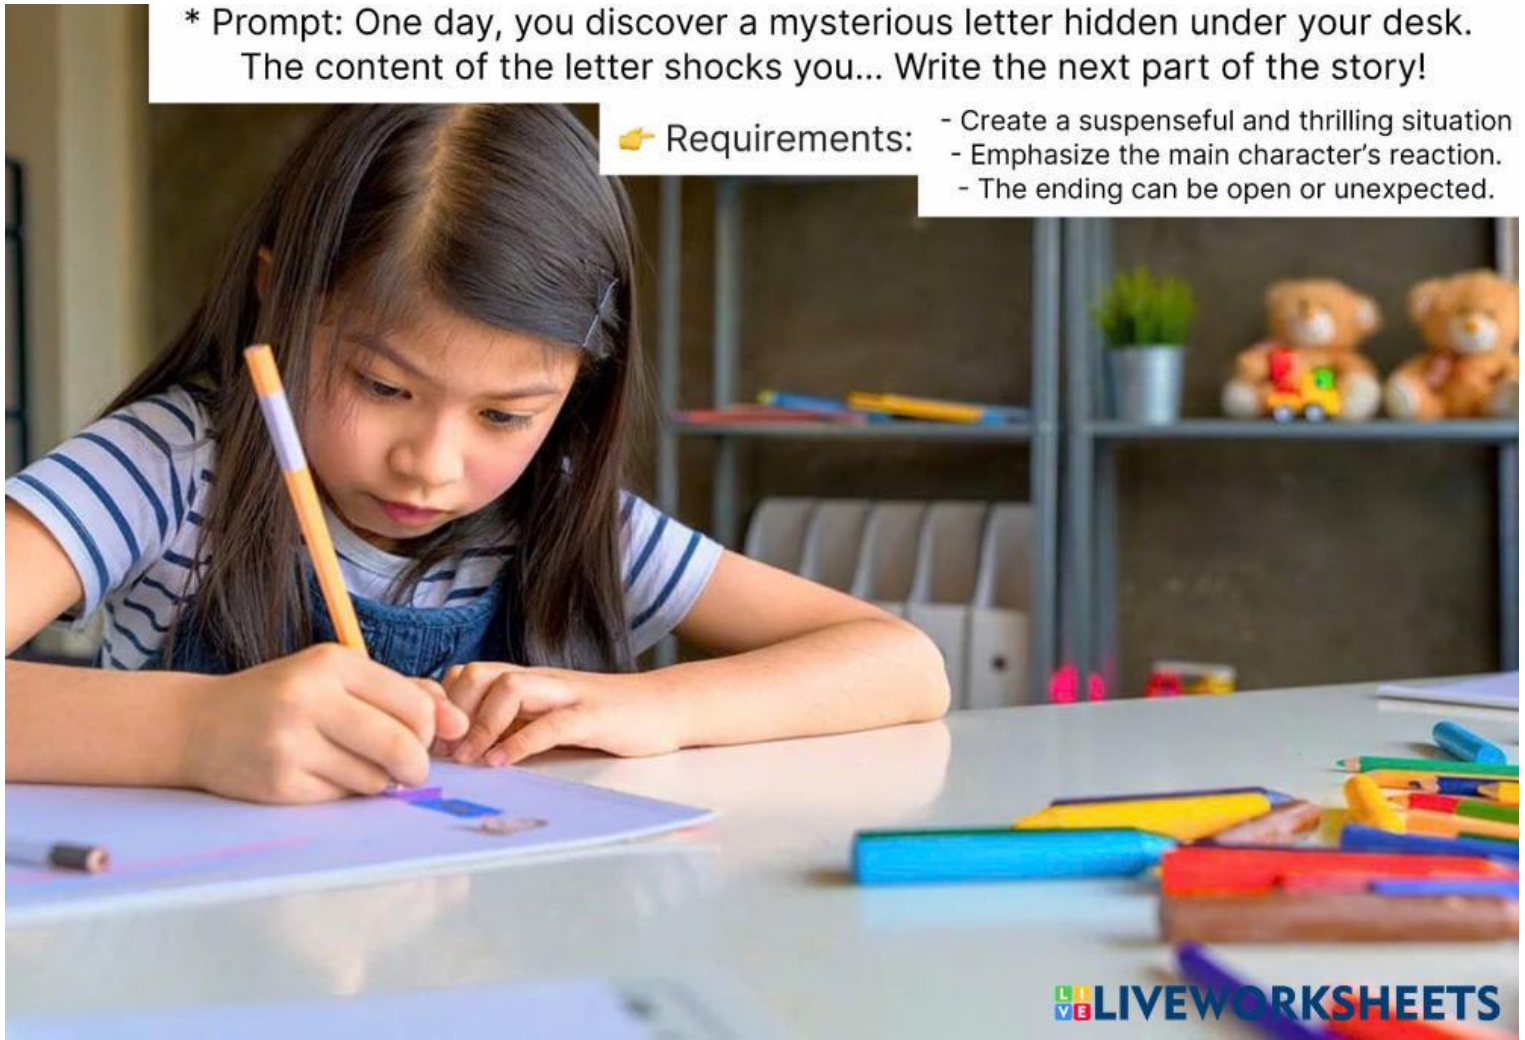 * Prompt: One day, you discover a mysterious letter hidden under your desk.
The content of the letter shocks you... Write the next part of the story!
👉 Requirements:
- Create a suspenseful and thrilling situation
- Emphasize the main character's reaction.
- The ending can be open or unexpected.
LIVE LIVEWORKSHEETS